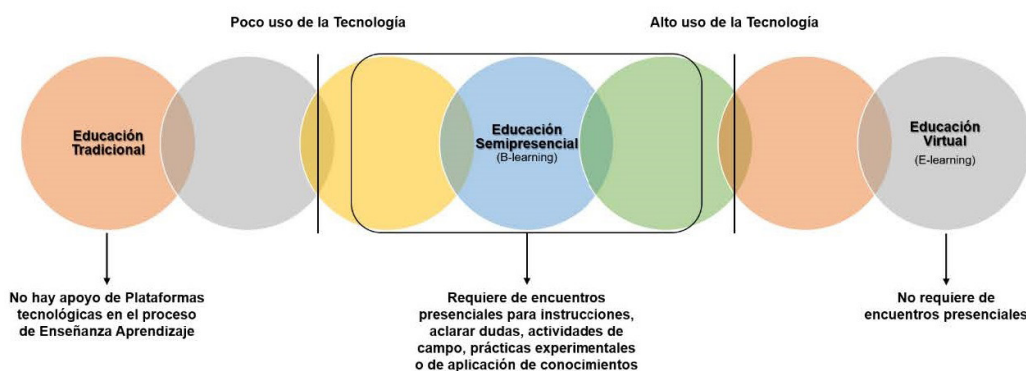 Poco uso de la Tecnología
Alto uso de la Tecnología
Educación
Tradicional
Educación
Semipresencial
(B-learning)
Educación
Virtual
(E-learning)
No hay apoyo de Plataformas
tecnológicas en el proceso
de Enseñanza Aprendizaje
Requiere de encuentros
presenciales para instrucciones,
aclarar dudas, actividades de
campo, prácticas experimentales
o de aplicación de conocimientos
No requiere de
encuentros presenciales